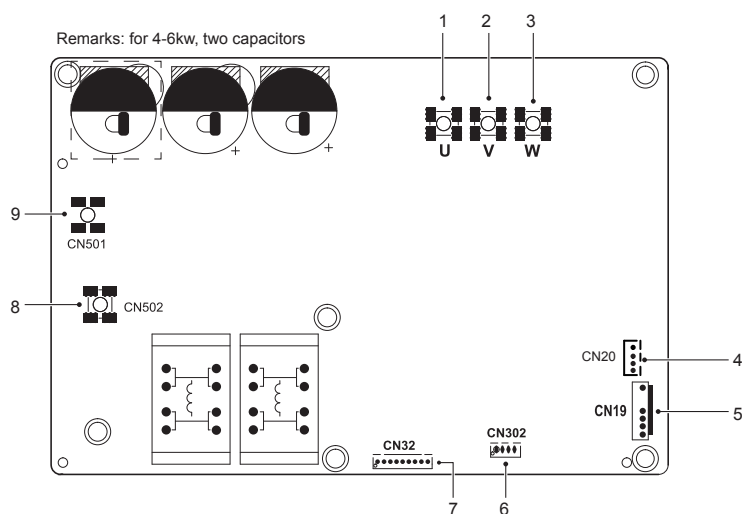 Remarks: for 4-6kw, two capacitors
1
2
3
+
+
+
U
V
W
9
CN501
8
CN502
CN20
4
CN19
5
CN32
CN302
7
6